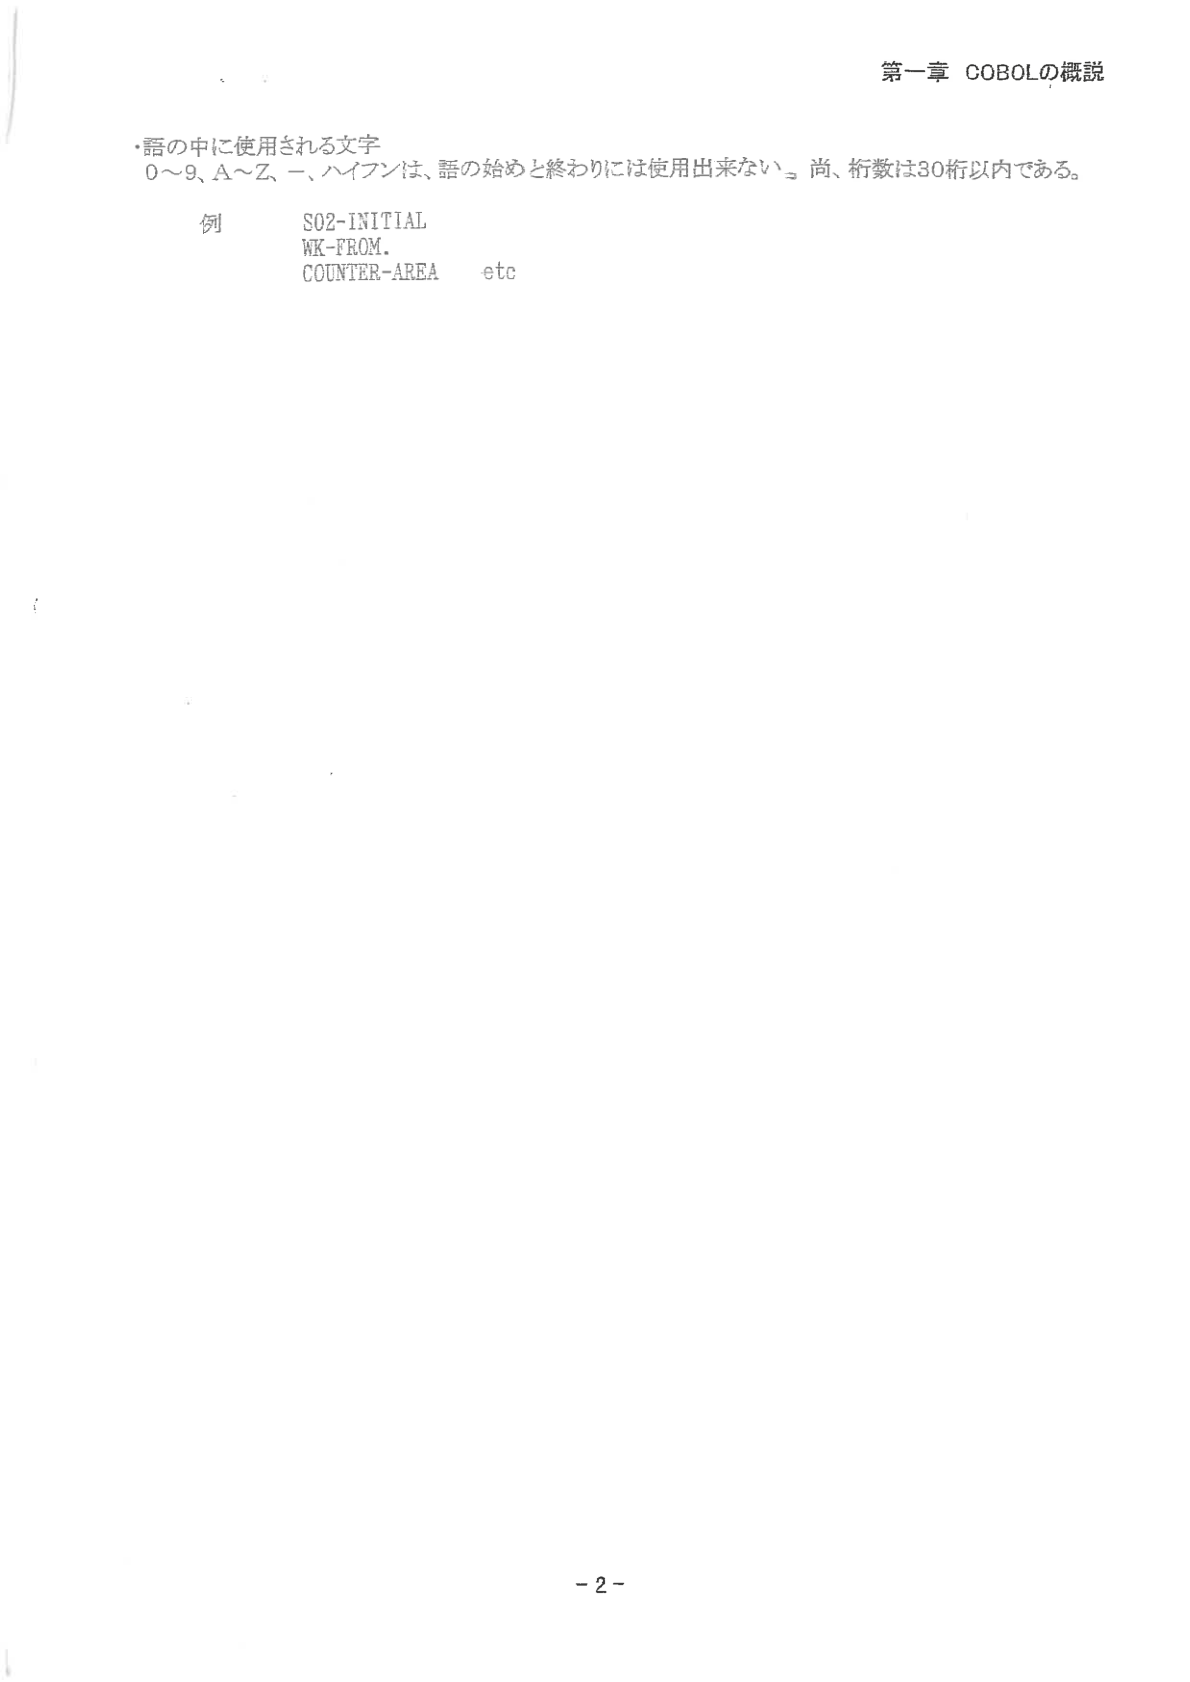 第一章 COBOLの概説
・語の中に使用される文字
0～9、A～Z、－、ハイフンは、語の始めと終わりには使用出来ない。尚、桁数は30桁以内である。
例 S02-INITIAL
WK-FROM.
COUNTER-AREA etc
－2－